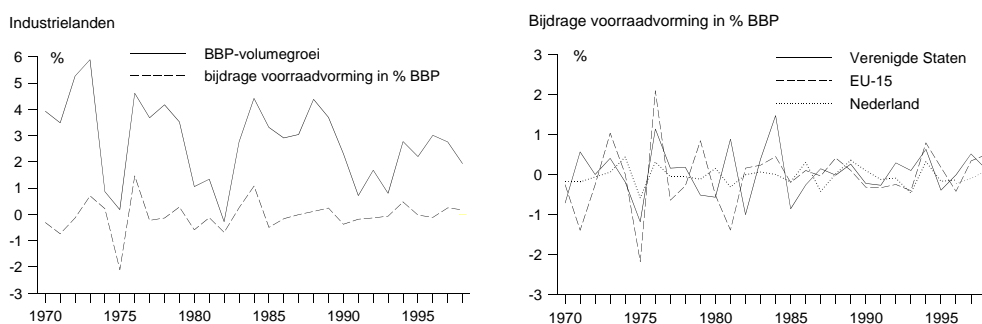 Industrielanden
%
BBP-volumegroei
bijdrage voorraadvorming in % BBP
6
5
4
3
2
1
0
-1
-2
-3
1970 1975 1980 1985 1990 1995
Bijdrage voorraadvorming in % BBP
%
Verenigde Staten
EU-15
Nederland
3
2
1
0
-1
-2
-3
1970 1975 1980 1985 1990 1995